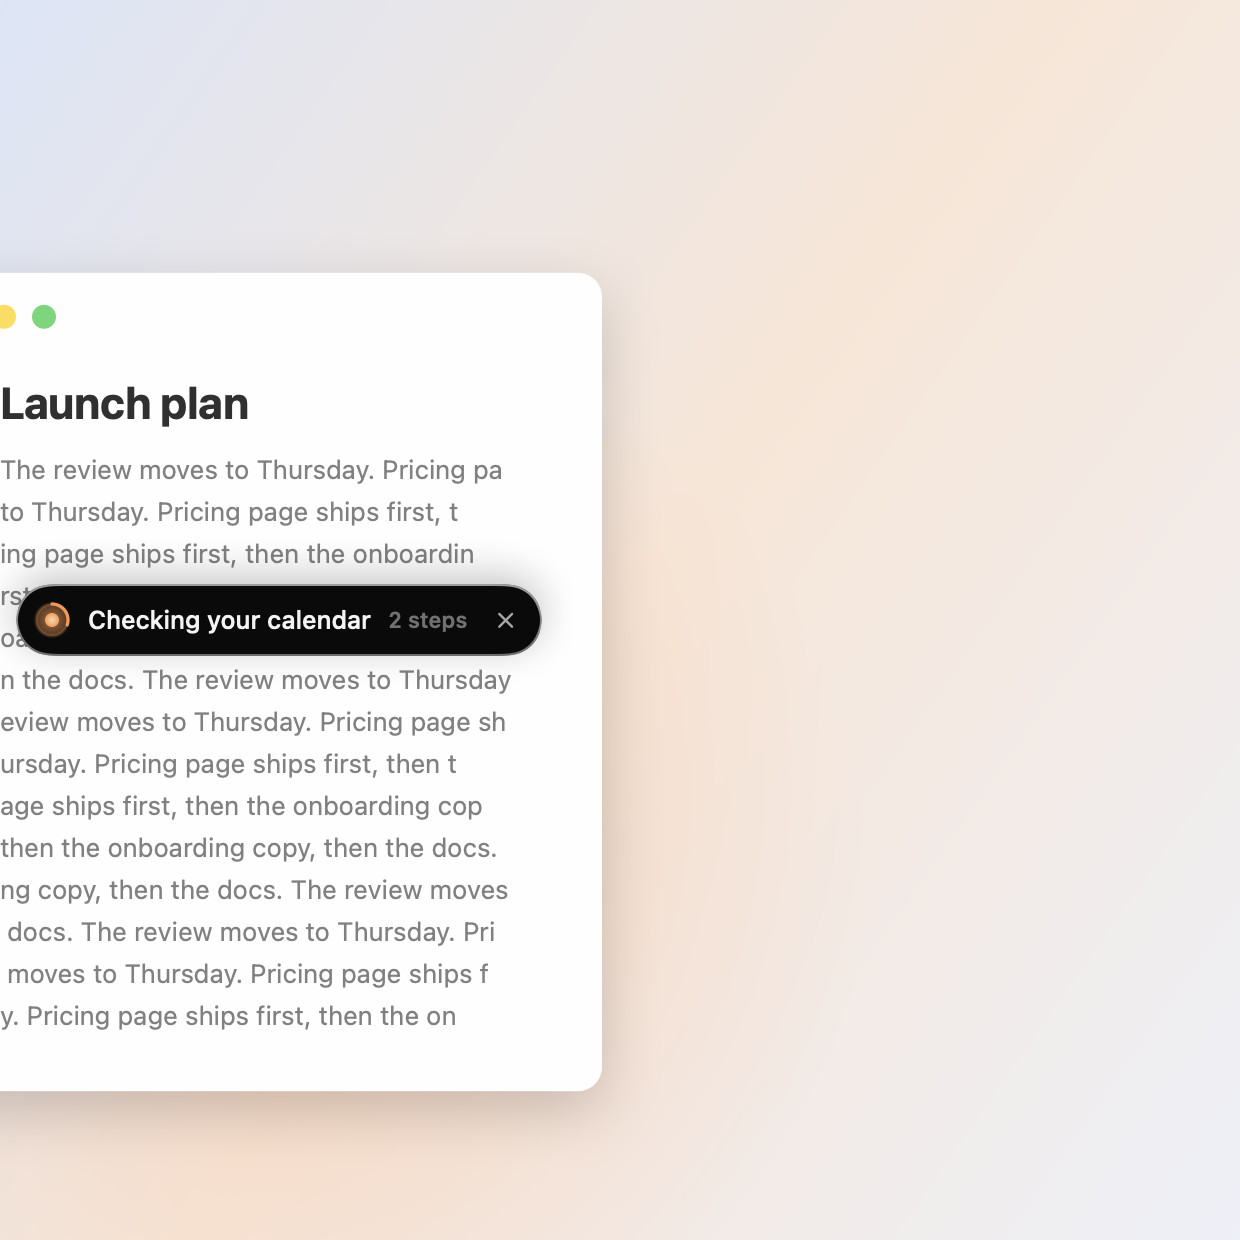 Launch plan
The review moves to Thursday. Pricing pa
to Thursday. Pricing page ships first, t
ing page ships first, then the onboardin
Checking your calendar 2 steps
n the docs. The review moves to Thursday
eview moves to Thursday. Pricing page sh
ursday. Pricing page ships first, then t
age ships first, then the onboarding cop
then the onboarding copy, then the docs.
ng copy, then the docs. The review moves
docs. The review moves to Thursday. Pri
moves to Thursday. Pricing page ships f
y. Pricing page ships first, then the on